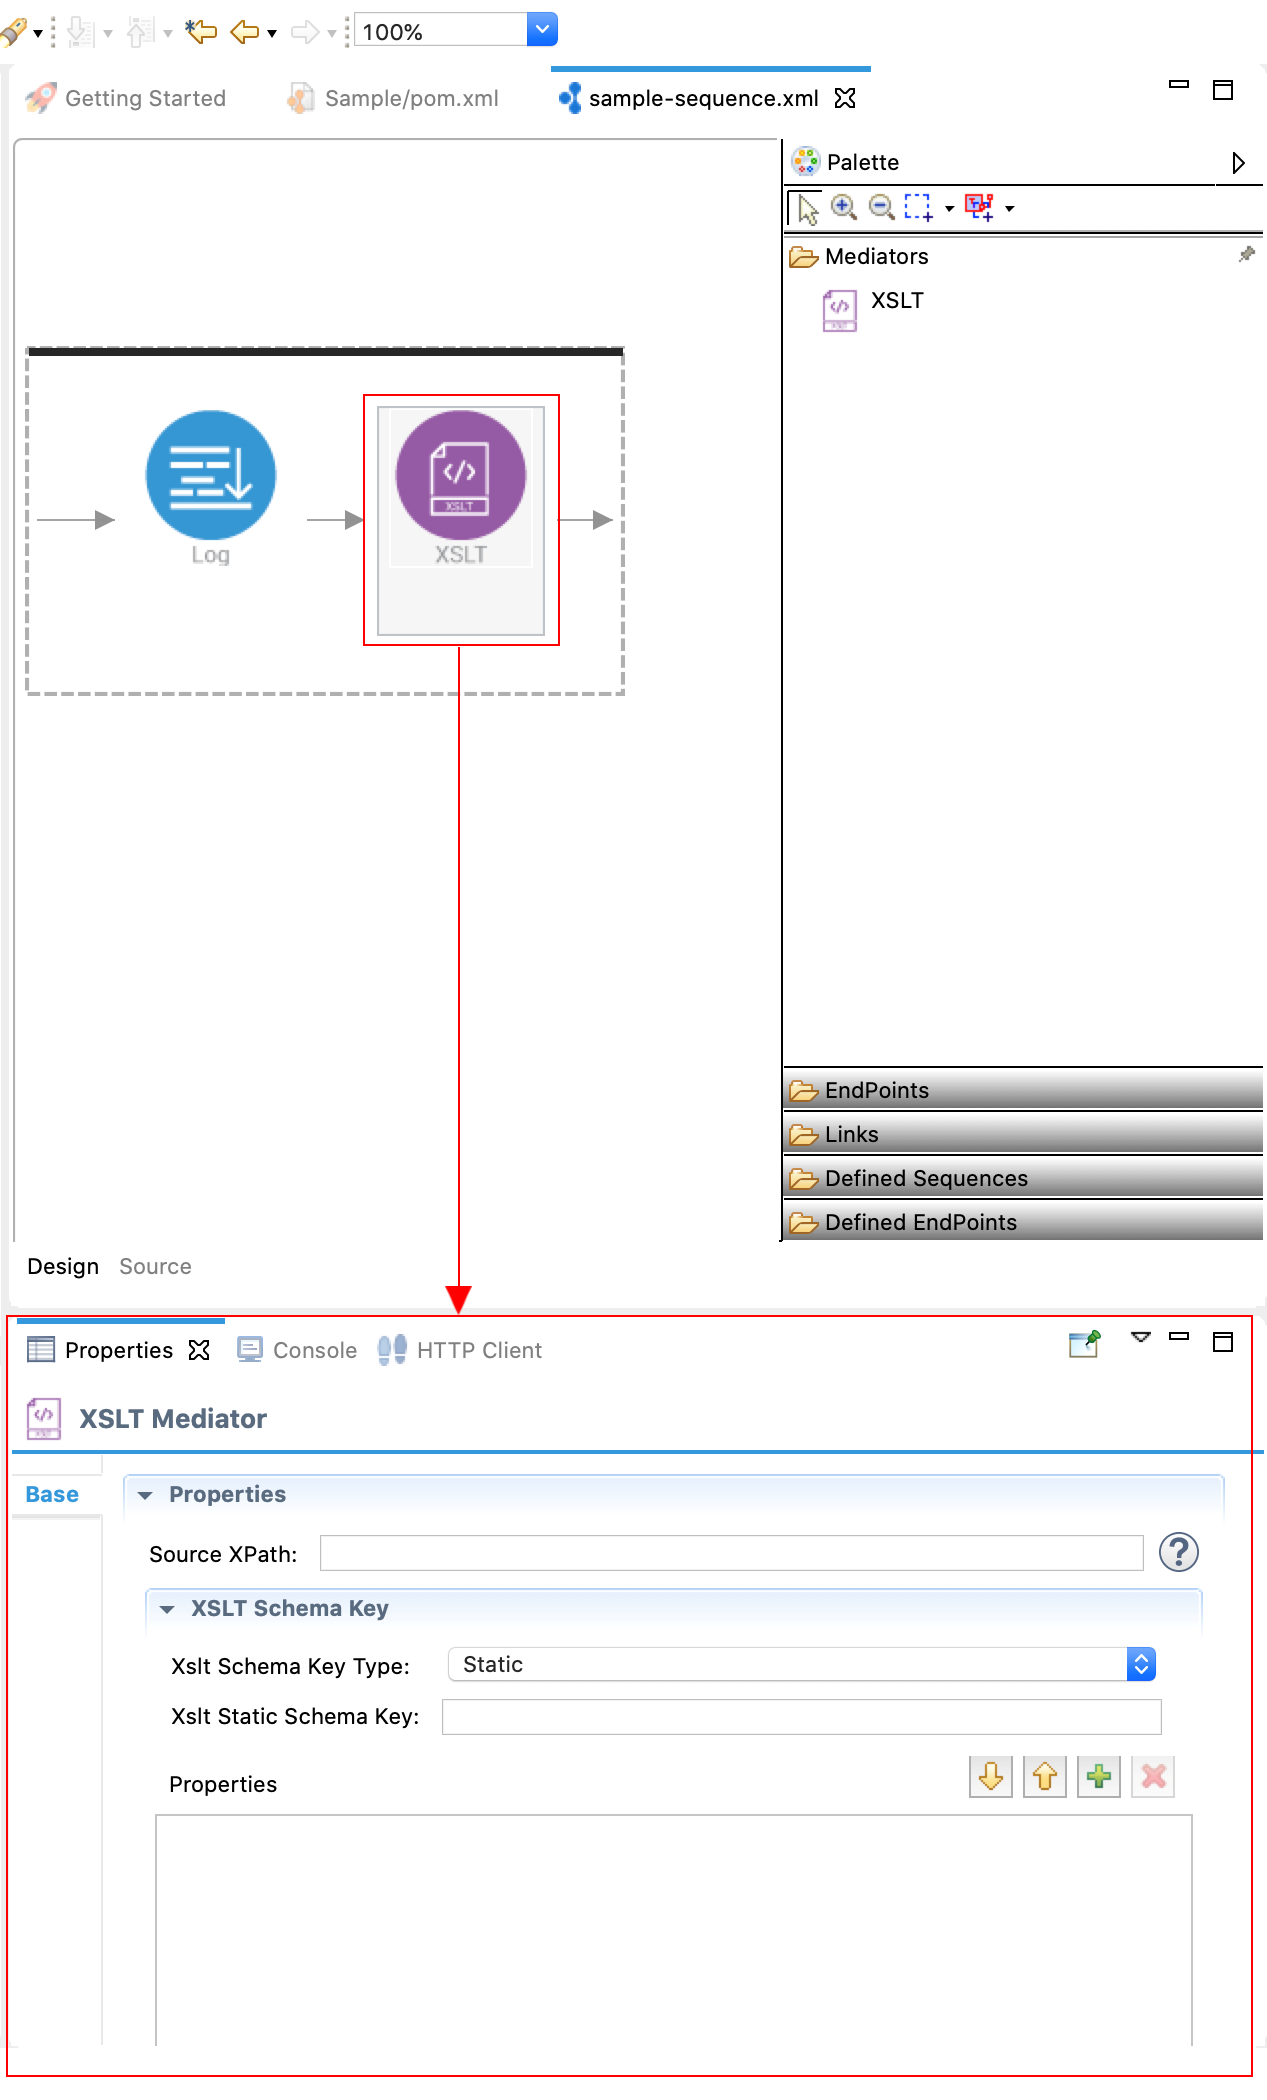 100%
Getting Started
Sample/pom.xml
sample-sequence.xml
Palette
Mediators
XSLT
XSLT
Log
XSLT
EndPoints
Links
Defined Sequences
Defined EndPoints
Design
Source
Properties
Console
HTTP Client
XSLT Mediator
Base
Properties
Source XPath:
?
XSLT Schema Key
Xslt Schema Key Type:
Static
Xslt Static Schema Key:
Properties